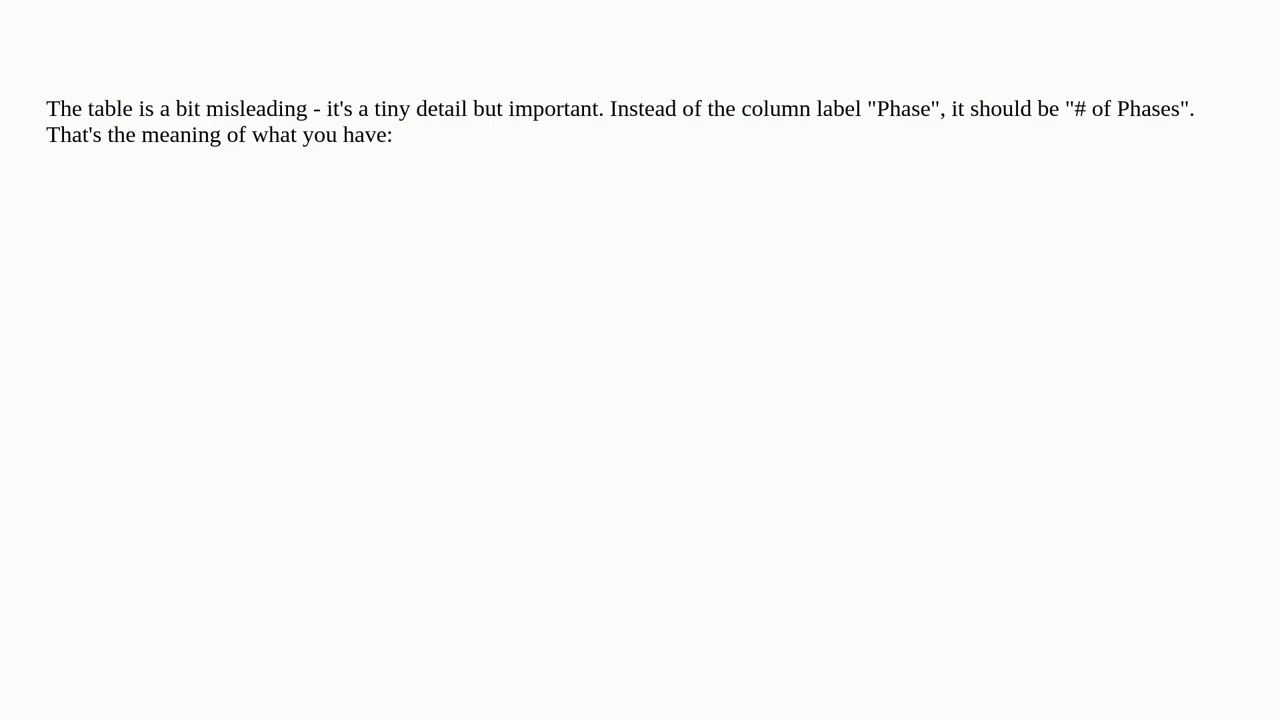 The table is a bit misleading - it's a tiny detail but important. Instead of the column label "Phase", it should be "# of Phases".
That's the meaning of what you have: